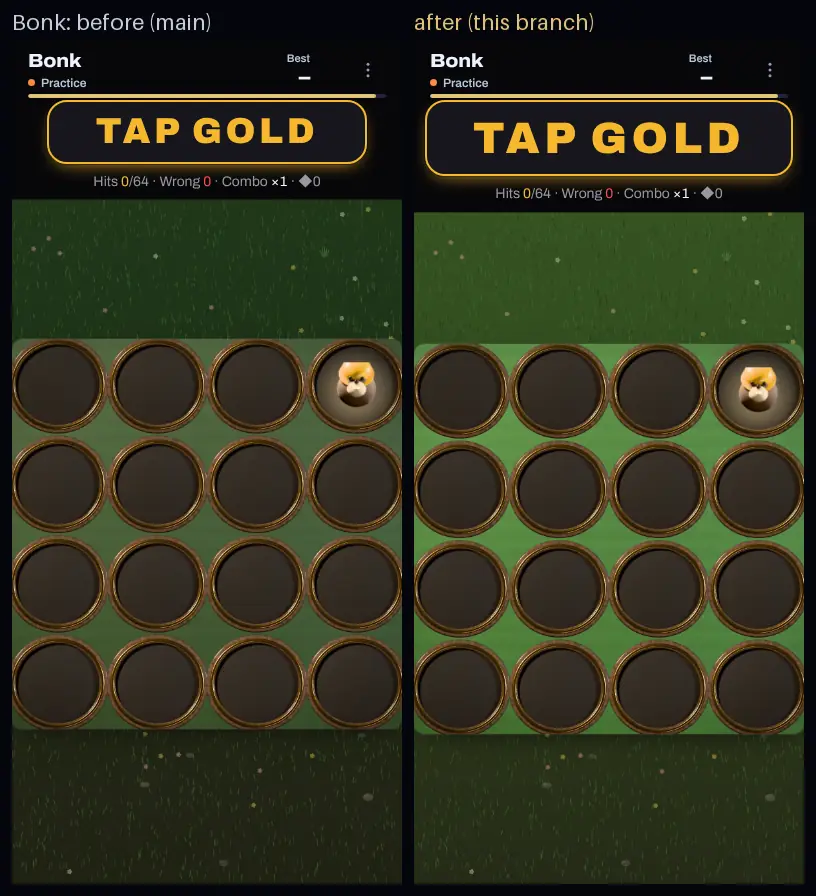 Bonk: before (main)
Bonk
Best
Practice
–
TAP GOLD
Hits 0/64 · Wrong 0 · Combo ×1 · ◆0
after (this branch)
Bonk
Best
Practice
–
TAP GOLD
Hits 0/64 · Wrong 0 · Combo ×1 · ◆0